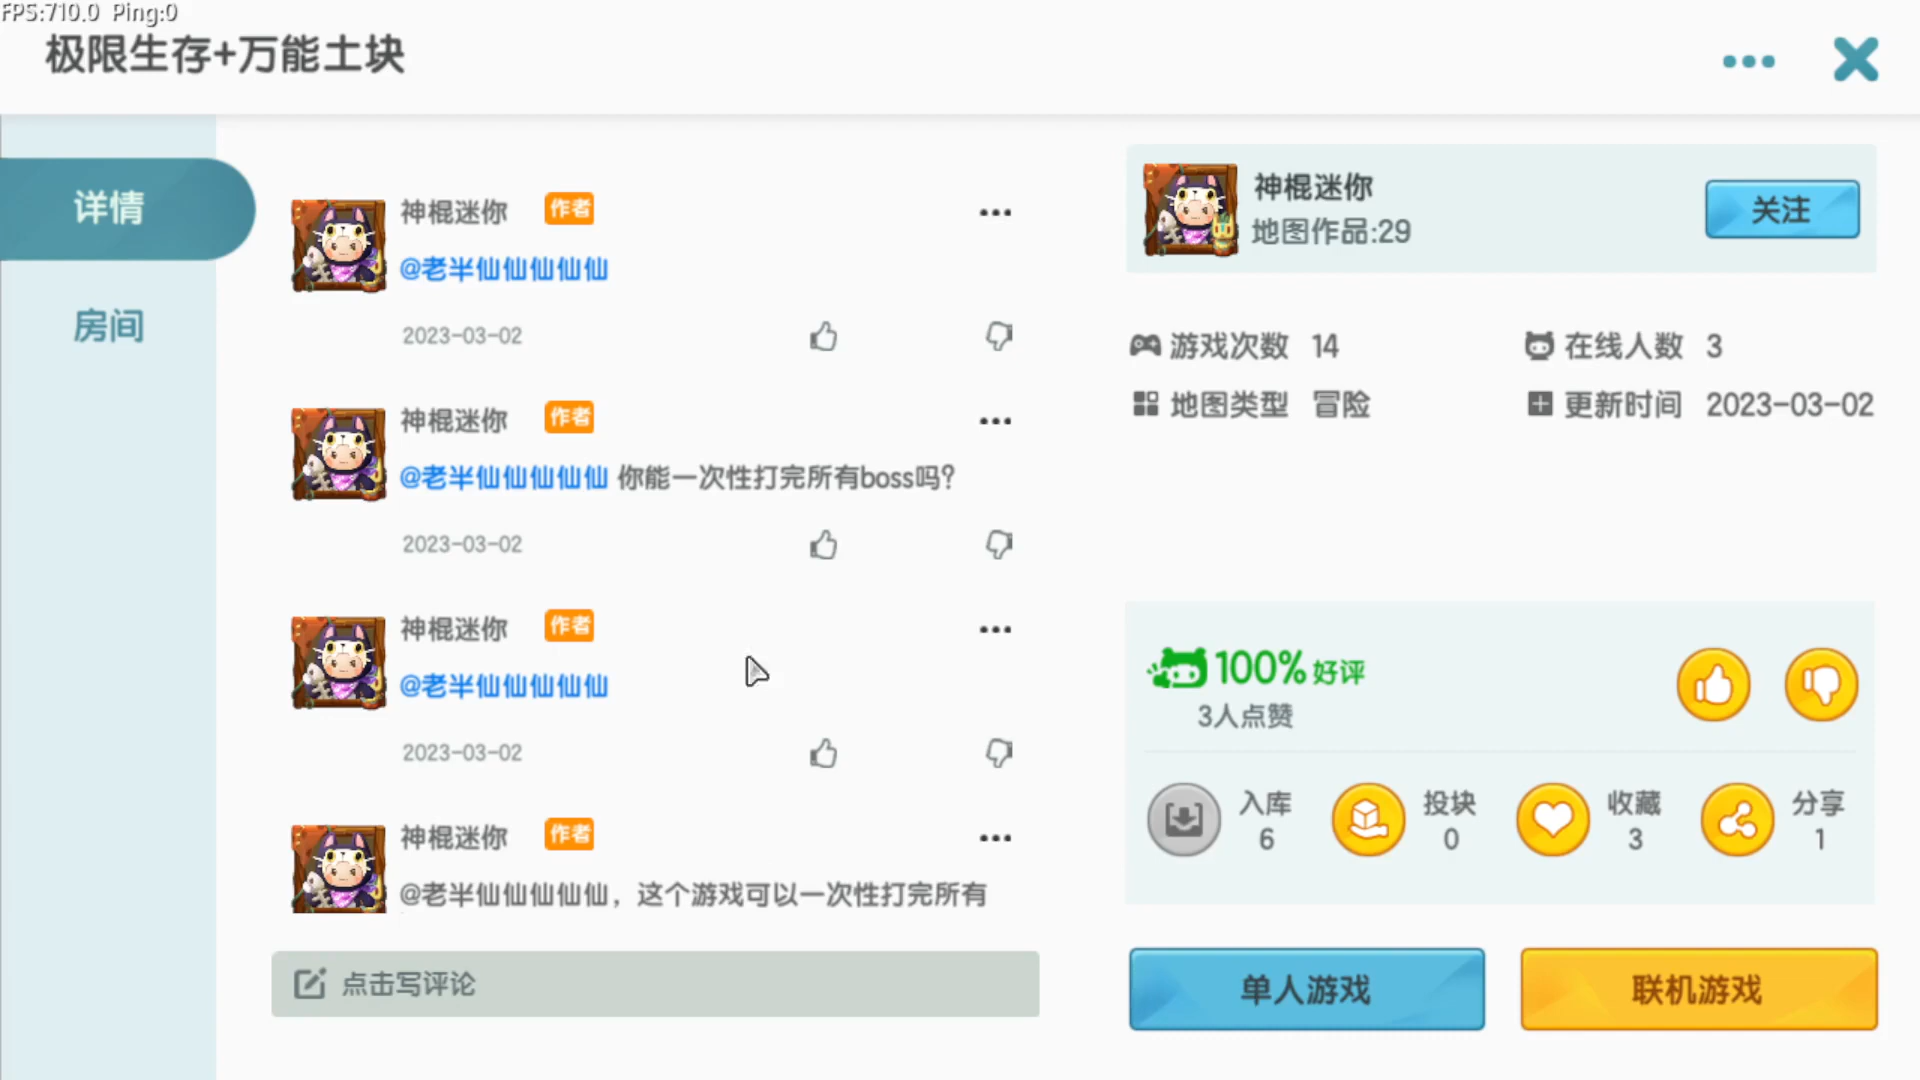 FPS:710.0 Ping:0
极限生存+万能土块
详情
房间
神棍迷你 作者
@老半仙仙仙仙仙
2023-03-02
神棍迷你 作者
@老半仙仙仙仙仙 你能一次性打完所有boss吗？
2023-03-02
神棍迷你 作者
@老半仙仙仙仙仙
2023-03-02
神棍迷你 作者
@老半仙仙仙仙仙，这个游戏可以一次性打完所有
点击写评论
神棍迷你
地图作品:29
关注
游戏次数 14
在线人数 3
地图类型 冒险
更新时间 2023-03-02
100%好评
3人点赞
入库
6
投块
0
收藏
3
分享
1
单人游戏
联机游戏